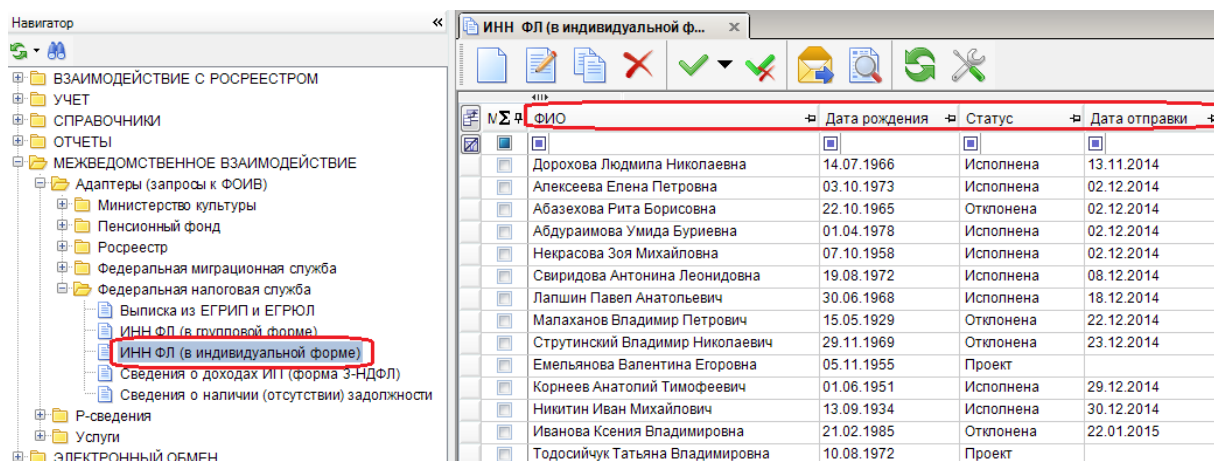 Навигатор
ВЗАИМОДЕЙСТВИЕ С РОСРЕЕСТРОМ
УЧЕТ
СПРАВОЧНИКИ
ОТЧЕТЫ
МЕЖВЕДОМСТВЕННОЕ ВЗАИМОДЕЙСТВИЕ
Адаптеры (запросы к ФОИВ)
Министерство культуры
Пенсионный фонд
Росреестр
Федеральная миграционная служба
Федеральная налоговая служба
Выписка из ЕГРИП и ЕГРЮЛ
ИНН ФЛ (в групповой форме)
ИНН ФЛ (в индивидуальной форме)
Сведения о доходах ИП (форма 3-НДФЛ)
Сведения о наличии (отсутствии) задолжности
Р-сведения
Услуги
ЭЛЕКТРОННЫЙ ОБМЕН
ИНН ФЛ (в индивидуальной ф...
Σ ФИО Дата рождения Статус Дата отправки
Дорохова Людмила Николаевна 14.07.1966 Исполнена 13.11.2014
Алексеева Елена Петровна 03.10.1973 Исполнена 02.12.2014
Абазехова Рита Борисовна 22.10.1965 Отклонена 02.12.2014
Абдураимова Умида Буриевна 01.04.1978 Исполнена 02.12.2014
Некрасова Зоя Михайловна 07.10.1958 Исполнена 02.12.2014
Свиридова Антонина Леонидовна 19.08.1972 Исполнена 08.12.2014
Лапшин Павел Анатольевич 30.06.1968 Исполнена 18.12.2014
Малаханов Владимир Петрович 15.05.1929 Отклонена 22.12.2014
Струтинский Владимир Николаевич 29.11.1969 Отклонена 23.12.2014
Емельянова Валентина Егоровна 05.11.1955 Проект
Корнеев Анатолий Тимофеевич 01.06.1951 Исполнена 29.12.2014
Никитин Иван Михайлович 13.09.1934 Исполнена 30.12.2014
Иванова Ксения Владимировна 21.02.1985 Отклонена 22.01.2015
Тодосийчук Татьяна Владимировна 10.08.1972 Проект